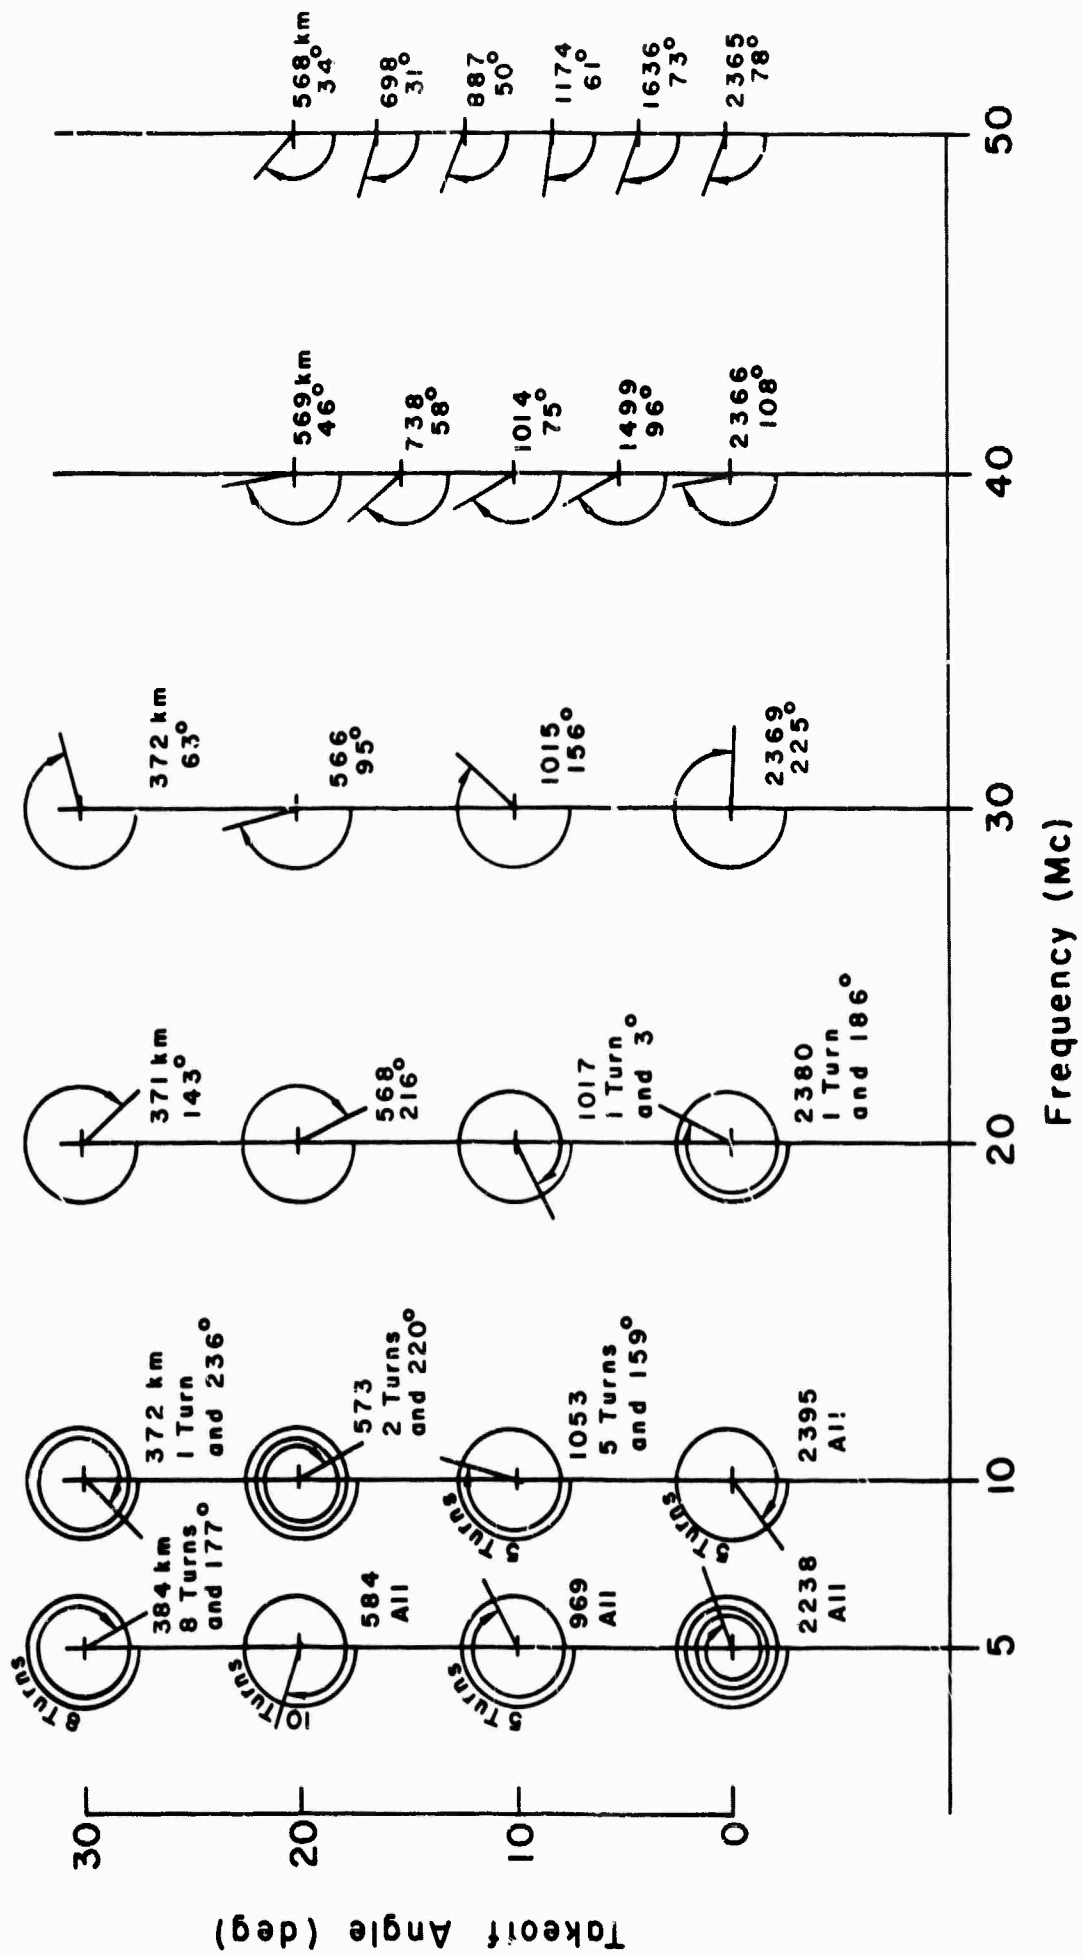 8 Turns
384 km
8 Turns
and 177°
372 km
1 Turn
and 236°
371 km
143°
372 km
63°
10 Turns
584
All
573
2 Turns
and 220°
568
216°
566
95°
569 km
46°
738
58°
568 km
34°
698
31°
5 Turns
969
All
5 Turns
1053
5 Turns
and 159°
1017
1 Turn
and 3°
1015
156°
1014
75°
1499
96°
887
50°
1174
61°
1636
73°
2238
All
5 Turns
2395
All
2380
1 Turn
and 186°
2369
225°
2366
108°
2365
78°
30
20
10
0
Takeoff Angle (deg)
5
10
20
30
40
50
Frequency (Mc)